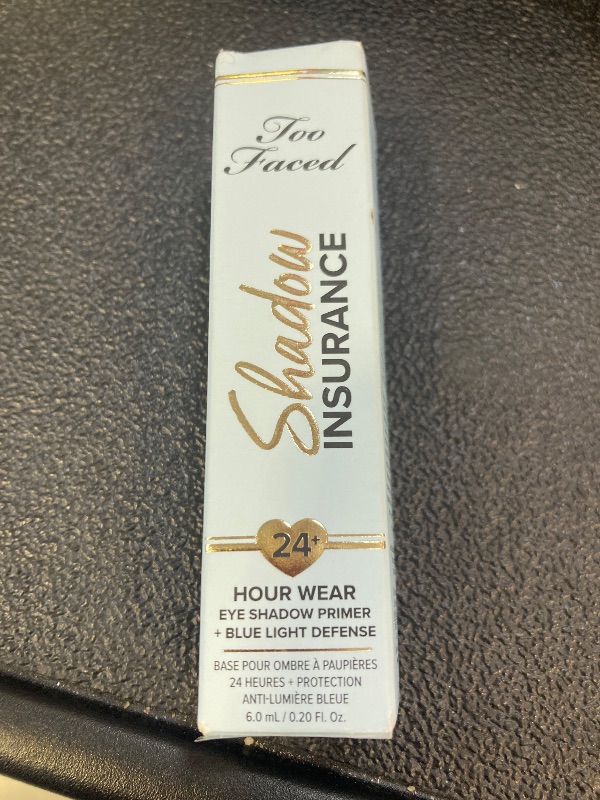 Too
Faced
Shadow
INSURANCE
24+
HOUR WEAR
EYE SHADOW PRIMER
+ BLUE LIGHT DEFENSE
BASE POUR OMBRE À PAUPIÈRES
24 HEURES + PROTECTION
ANTI-LUMIÈRE BLEUE
6.0 mL / 0.20 Fl. Oz.